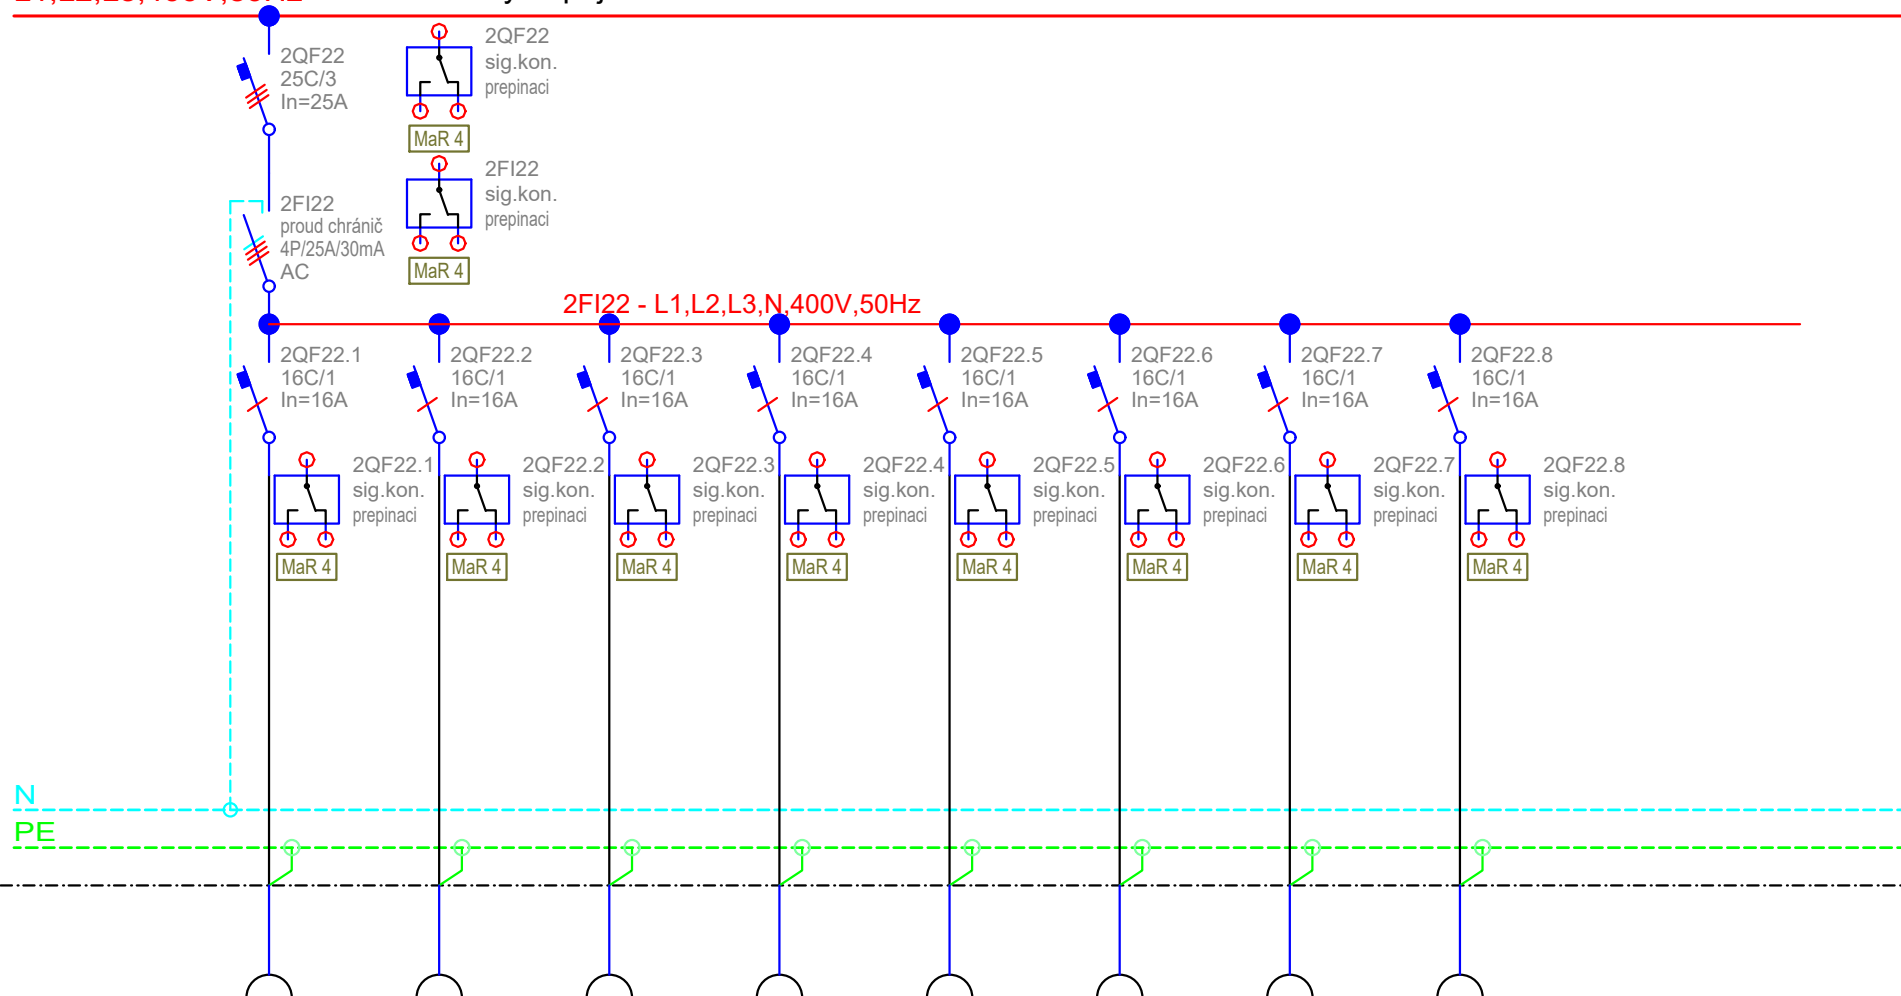 2QF22
25C/3
In=25A
2QF22
sig.kon.
prepinaci
MaR 4
2FI22
proud chránič
4P/25A/30mA
AC
2FI22
sig.kon.
prepinaci
MaR 4
2FI22 - L1,L2,L3,N,400V,50Hz
2QF22.1
16C/1
In=16A
2QF22.2
16C/1
In=16A
2QF22.3
16C/1
In=16A
2QF22.4
16C/1
In=16A
2QF22.5
16C/1
In=16A
2QF22.6
16C/1
In=16A
2QF22.7
16C/1
In=16A
2QF22.8
16C/1
In=16A
2QF22.1
sig.kon.
prepinaci
MaR 4
2QF22.2
sig.kon.
prepinaci
MaR 4
2QF22.3
sig.kon.
prepinaci
MaR 4
2QF22.4
sig.kon.
prepinaci
MaR 4
2QF22.5
sig.kon.
prepinaci
MaR 4
2QF22.6
sig.kon.
prepinaci
MaR 4
2QF22.7
sig.kon.
prepinaci
MaR 4
2QF22.8
sig.kon.
prepinaci
MaR 4
N
PE